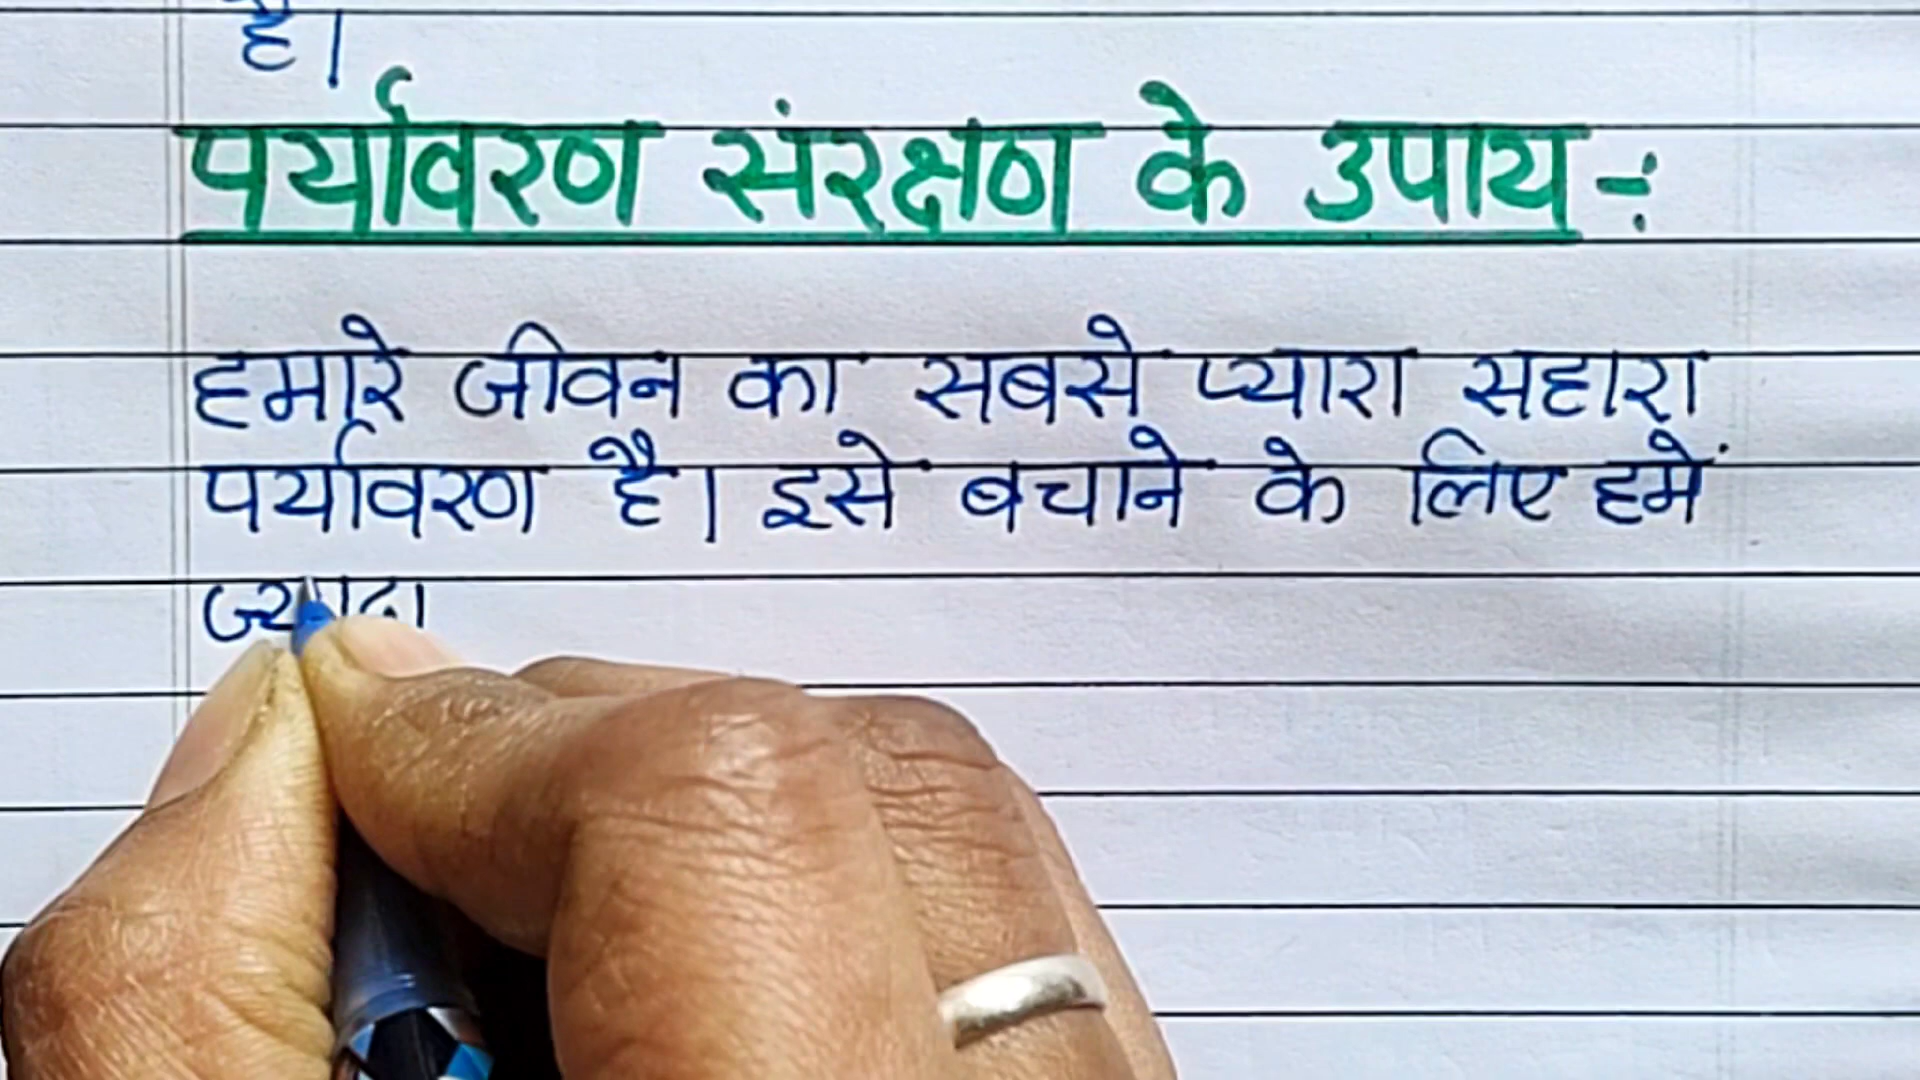 है।
पर्यावरण संरक्षण के उपाय -:
हमारे जीवन का सबसे प्यारा सहारा
पर्यावरण है। इसे बचाने के लिए हमें
ज्यादा